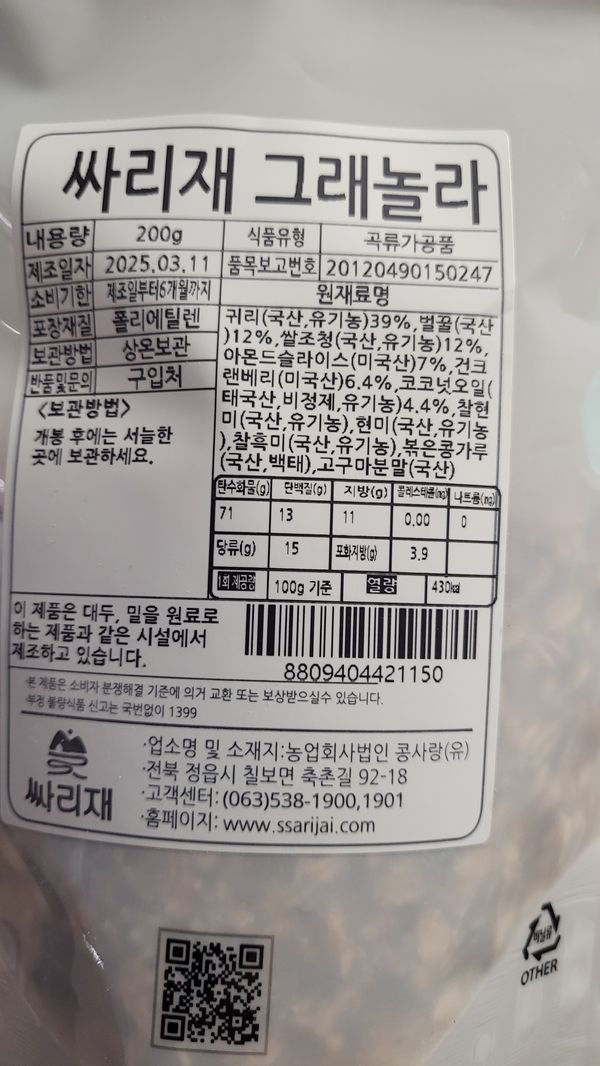 싸리재 그래놀라
내용량 200g 식품유형 곡류가공품
제조일자 2025.03.11 품목보고번호 20120490150247
소비기한 제조일부터6개월까지 원재료명
포장재질 폴리에틸렌
보관방법 상온보관
반품및문의 구입처
<보관방법>
개봉 후에는 서늘한
곳에 보관하세요.
귀리(국산,유기농)39%,벌꿀(국산
)12%,쌀조청(국산,유기농)12%,
아몬드슬라이스(미국산)7%,건크
랜베리(미국산)6.4%,코코넛오일(
태국산,비정제,유기농)4.4%,찰현
미(국산,유기농),현미(국산,유기농
),찰흑미(국산,유기농),볶은콩가루
(국산,백태),고구마분말(국산)
탄수화물(g) 단백질(g) 지방(g) 콜레스테롤(mg) 나트륨(mg)
71 13 11 0.00 0
당류(g) 15 포화지방(g) 3.9
1회 제공량 100g 기준 열량 430kcal
이 제품은 대두, 밀을 원료로
하는 제품과 같은 시설에서
제조하고 있습니다.
8809404421150
·본 제품은 소비자 분쟁해결 기준에 의거 교환 또는 보상받으실수 있습니다.
·부정 불량식품 신고는 국번없이 1399
싸리재
·업소명 및 소재지:농업회사법인 콩사랑(유)
·전북 정읍시 칠보면 축촌길 92-18
·고객센터:(063)538-1900,1901
·홈페이지: www.ssarijai.com
비닐류
OTHER